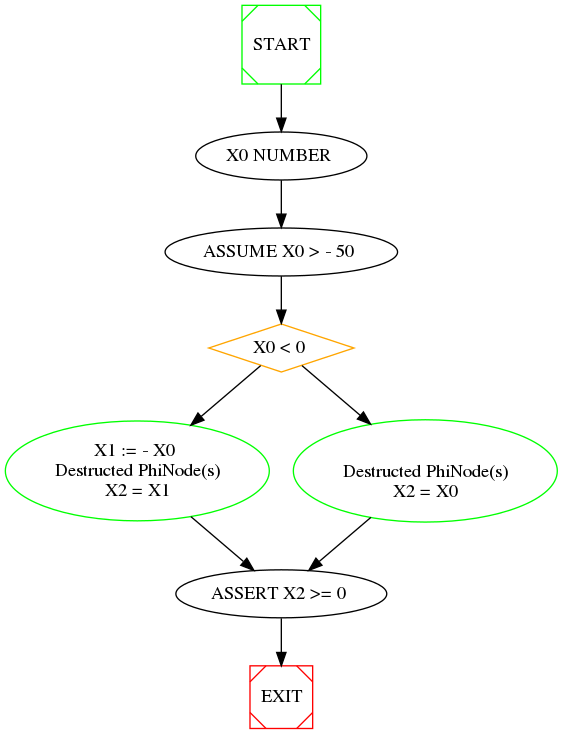 START
X0 NUMBER
ASSUME X0 > - 50
X0 < 0
X1 := - X0
Destructed PhiNode(s)
X2 = X1
Destructed PhiNode(s)
X2 = X0
ASSERT X2 >= 0
EXIT